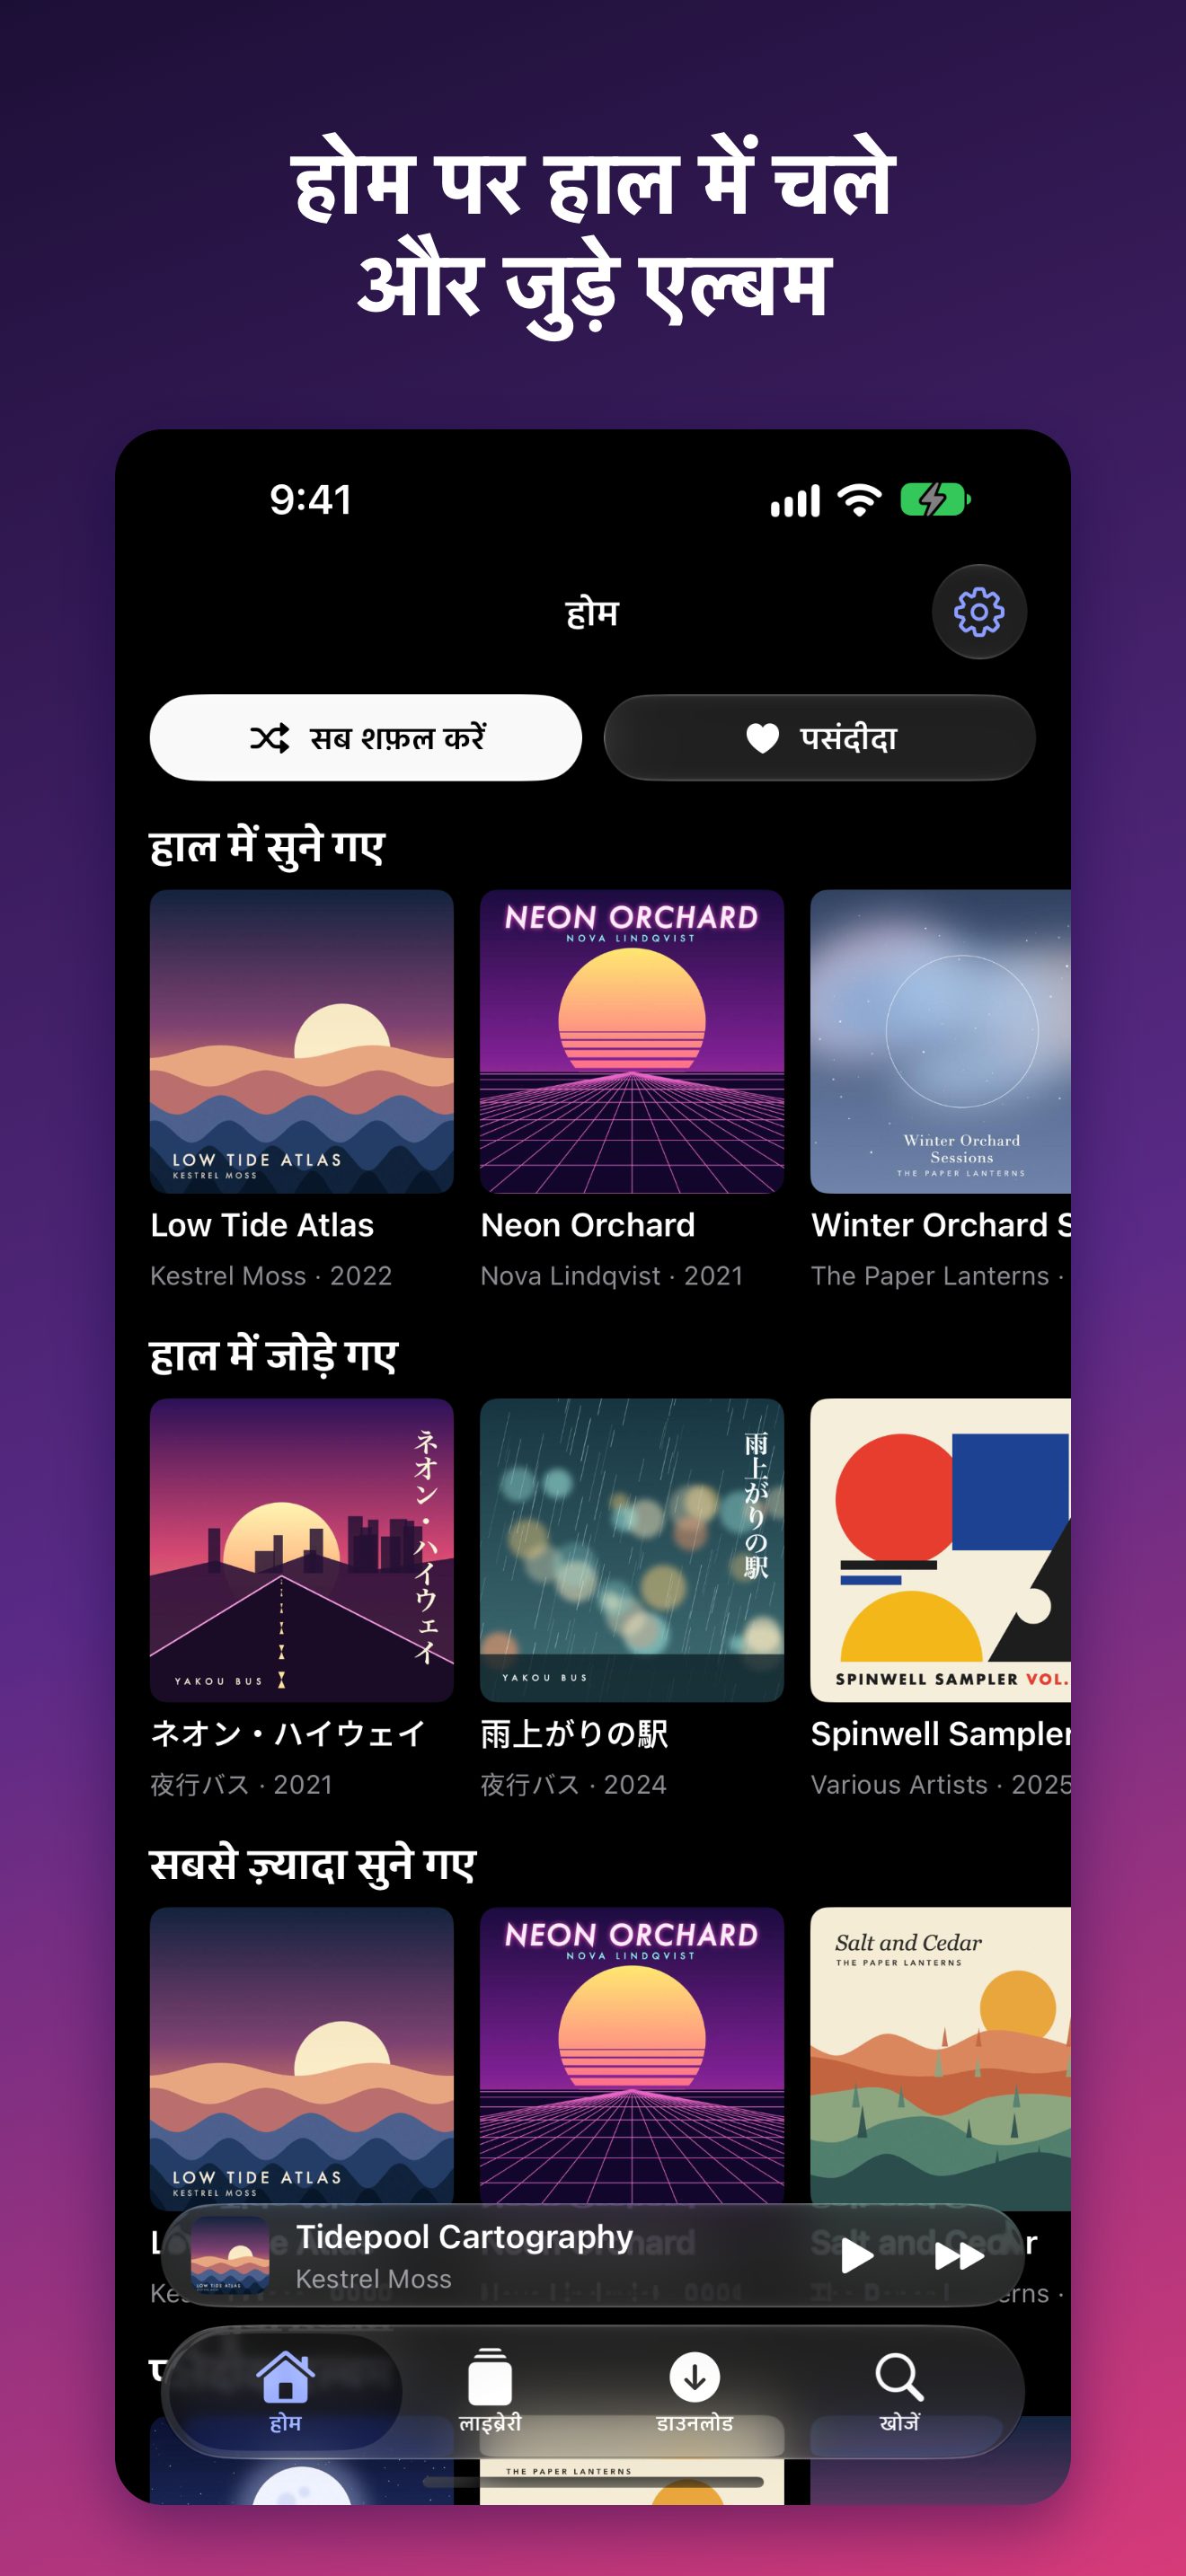 होम पर हाल में चले
और जुड़े एल्बम
9:41
होम
सब शफ़ल करें
पसंदीदा
हाल में सुने गए
LOW TIDE ATLAS
KESTREL MOSS
NEON ORCHARD
NOVA LINDQVIST
Winter Orchard
Sessions
THE PAPER LANTERNS
Low Tide Atlas
Neon Orchard
Winter Orchard S
Kestrel Moss · 2022
Nova Lindqvist · 2021
The Paper Lanterns ·
हाल में जोड़े गए
ネオン・ハイウェイ
YAKOU BUS
雨上がりの駅
YAKOU BUS
SPINWELL SAMPLER VOL.
ネオン・ハイウェイ
雨上がりの駅
Spinwell Sampler
夜行バス · 2021
夜行バス · 2024
Various Artists · 2025
सबसे ज़्यादा सुने गए
LOW TIDE ATLAS
KESTREL MOSS
NEON ORCHARD
NOVA LINDQVIST
Salt and Cedar
THE PAPER LANTERNS
Tidepool Cartography
Kestrel Moss
Salt and Cedar
होम
लाइब्रेरी
डाउनलोड
खोजें
THE PAPER LANTERNS